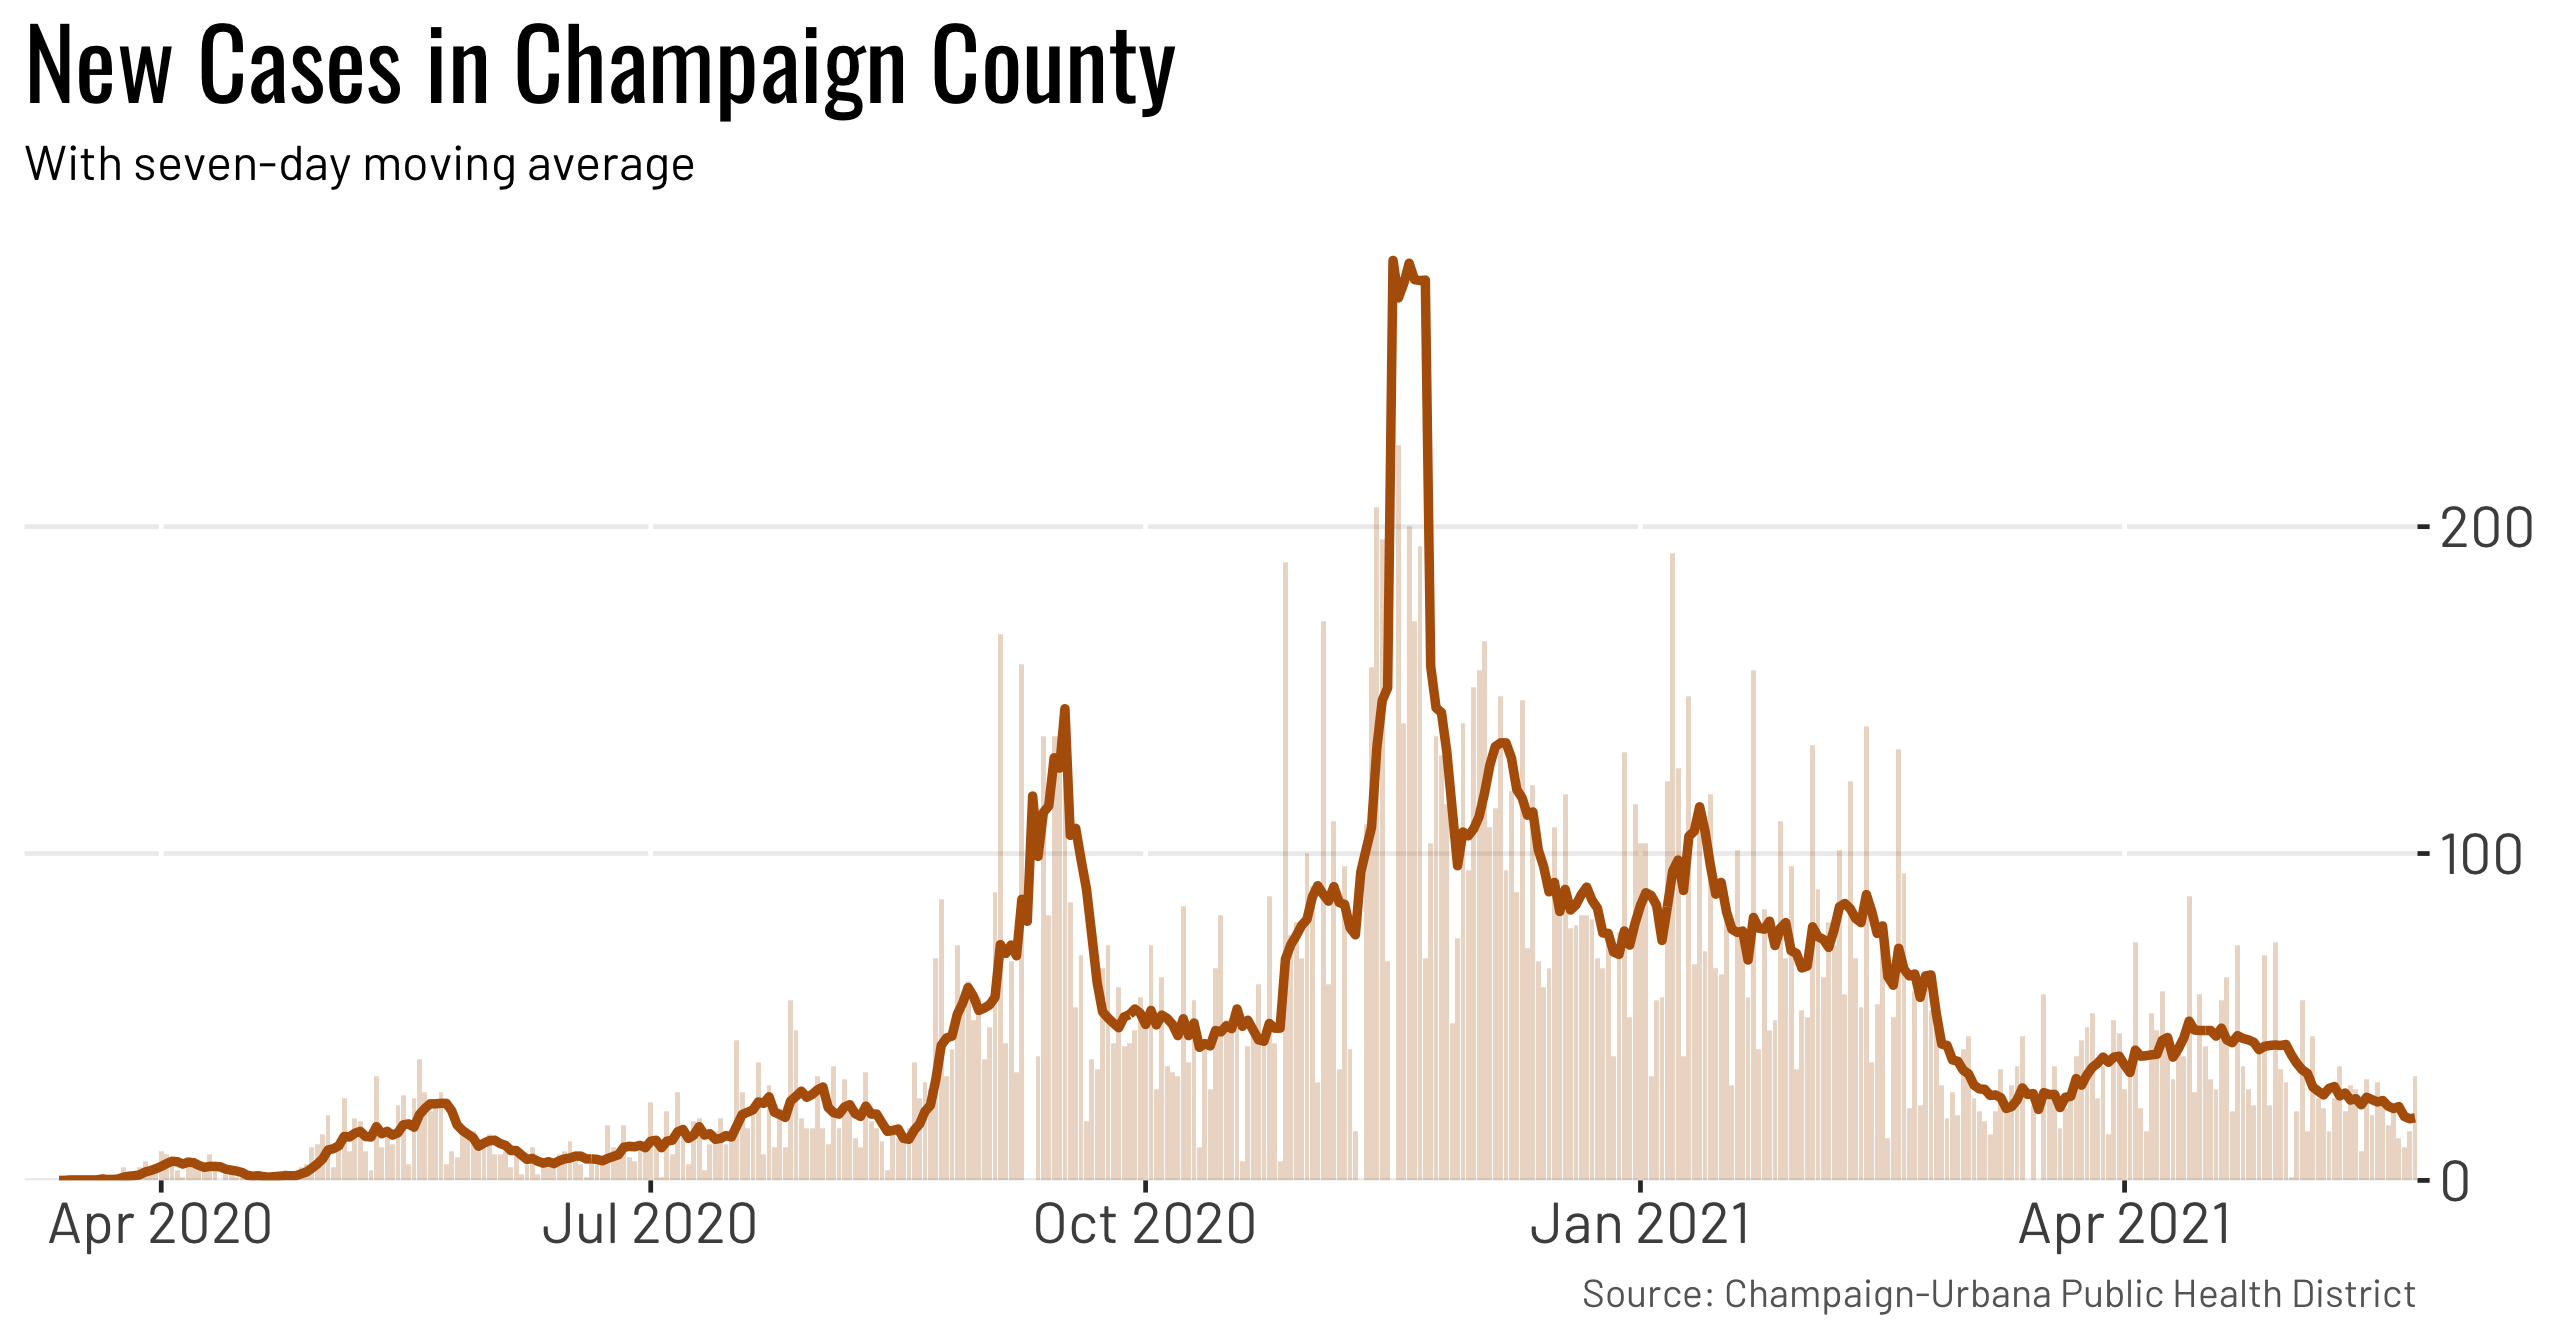 New Cases in Champaign County
With seven-day moving average
200
100
0
Apr 2020 Jul 2020 Oct 2020 Jan 2021 Apr 2021
Source: Champaign-Urbana Public Health District